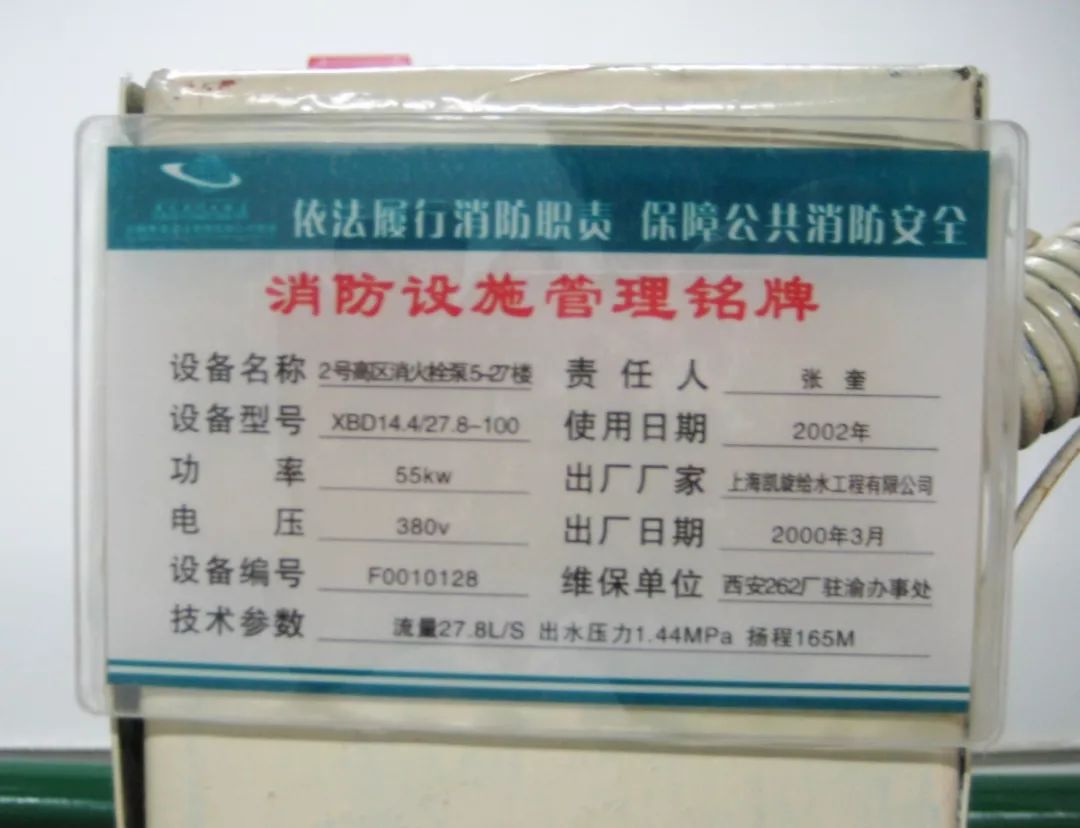 依法履行消防职责 保障公共消防安全
消防设施管理铭牌
设备名称 2号高区消火栓泵5-27楼 责任人 张奎
设备型号 XBD14.4/27.8-100 使用日期 2002年
功率 55kw 出厂厂家 上海凯旋给水工程有限公司
电压 380v 出厂日期 2000年3月
设备编号 F0010128 维保单位 西安262厂驻渝办事处
技术参数 流量27.8L/S 出水压力1.44MPa 扬程165M